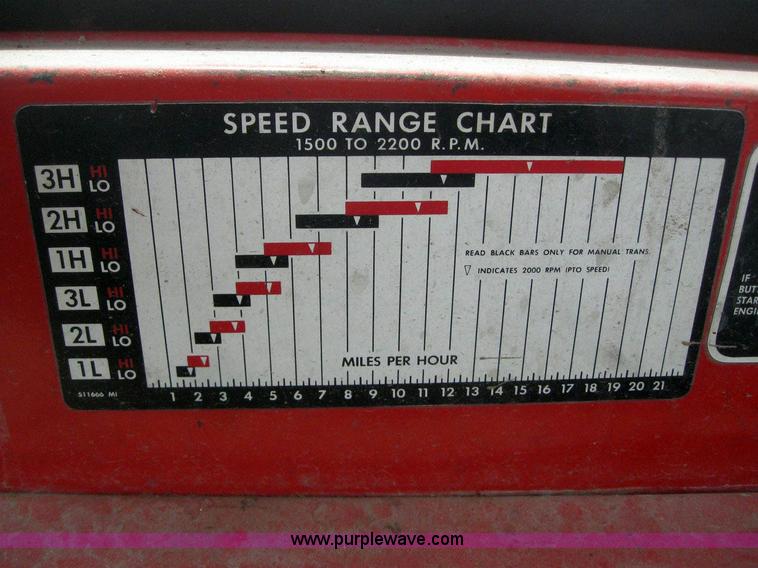 SPEED RANGE CHART
1500 TO 2200 R.P.M.
3H HI
LO
2H HI
LO
1H HI
LO
3L HI
LO
2L HI
LO
1L HI
LO
READ BLACK BARS ONLY FOR MANUAL TRANS.
INDICATES 2000 RPM (PTO SPEED)
MILES PER HOUR
1 2 3 4 5 6 7 8 9 10 11 12 13 14 15 16 17 18 19 20 21
511666 M1
IF
BUT
STAR
ENGI
www.purplewave.com